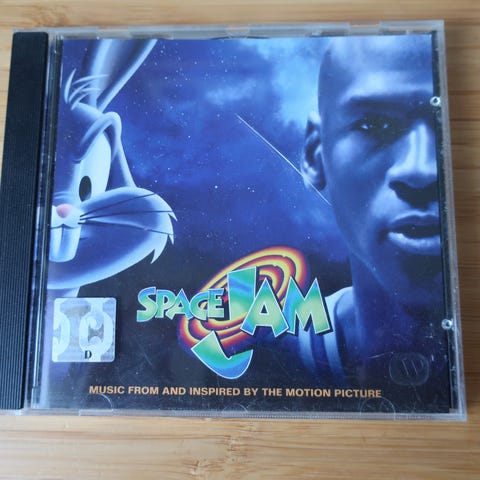 SPACE JAM
MUSIC FROM AND INSPIRED BY THE MOTION PICTURE
D